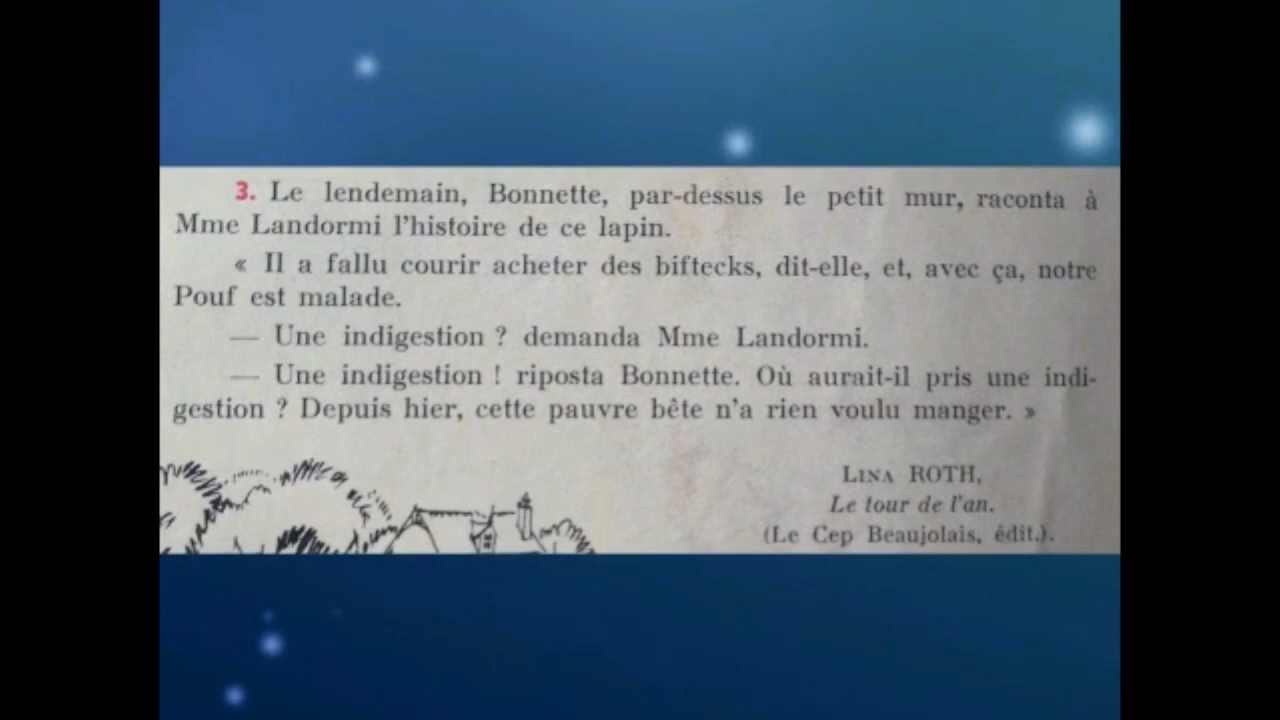 3. Le lendemain, Bonnette, par-dessus le petit mur, raconta à
Mme Landormi l'histoire de ce lapin.
« Il a fallu courir acheter des biftecks, dit-elle, et, avec ça, notre
Pouf est malade.
— Une indigestion ? demanda Mme Landormi.
— Une indigestion ! riposta Bonnette. Où aurait-il pris une indi-
gestion ? Depuis hier, cette pauvre bête n'a rien voulu manger. »
LINA ROTH,
Le tour de l'an.
(Le Cep Beaujolais, édit.).